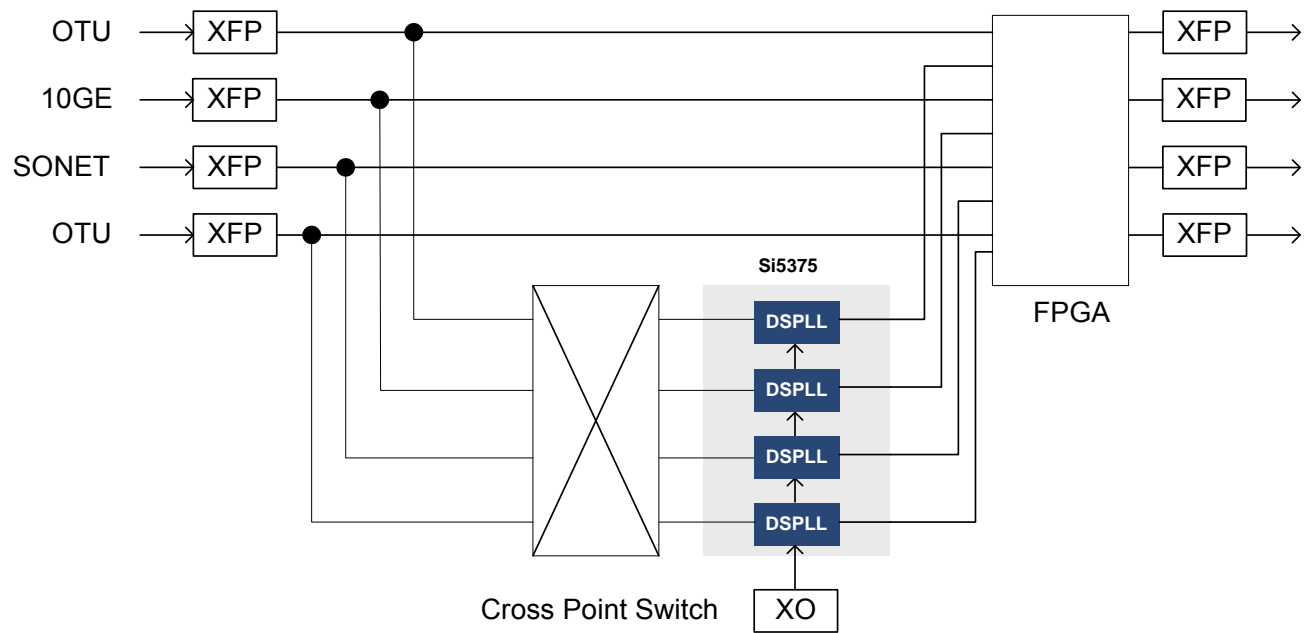 OTU XFP XFP
10GE XFP XFP
SONET XFP XFP
OTU XFP XFP
Si5375
FPGA
DSPLL
DSPLL
DSPLL
DSPLL
Cross Point Switch XO